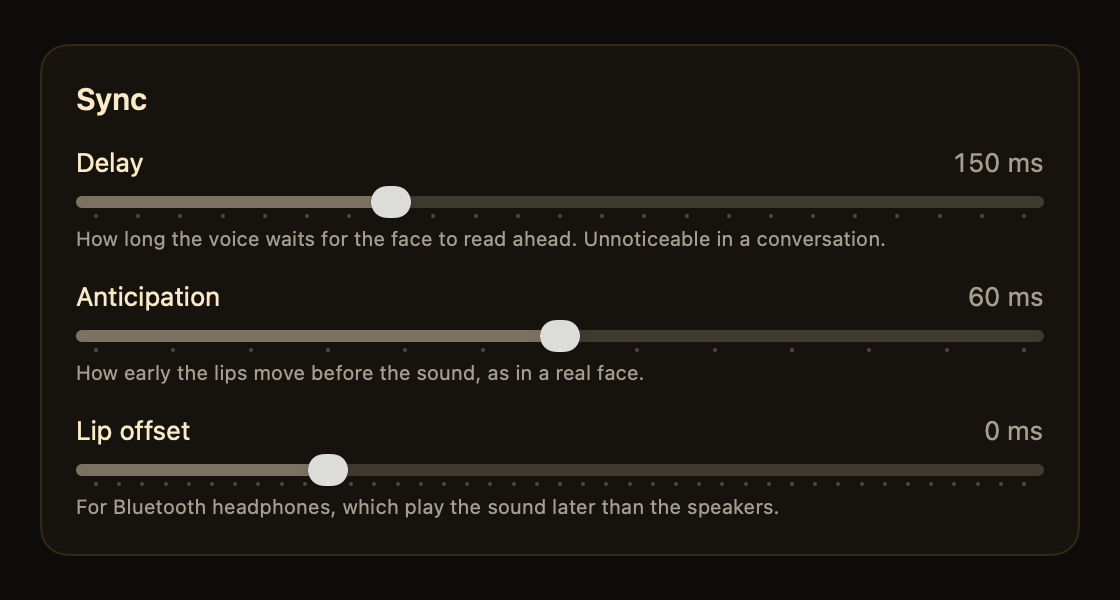 Sync
Delay 150 ms
How long the voice waits for the face to read ahead. Unnoticeable in a conversation.
Anticipation 60 ms
How early the lips move before the sound, as in a real face.
Lip offset 0 ms
For Bluetooth headphones, which play the sound later than the speakers.